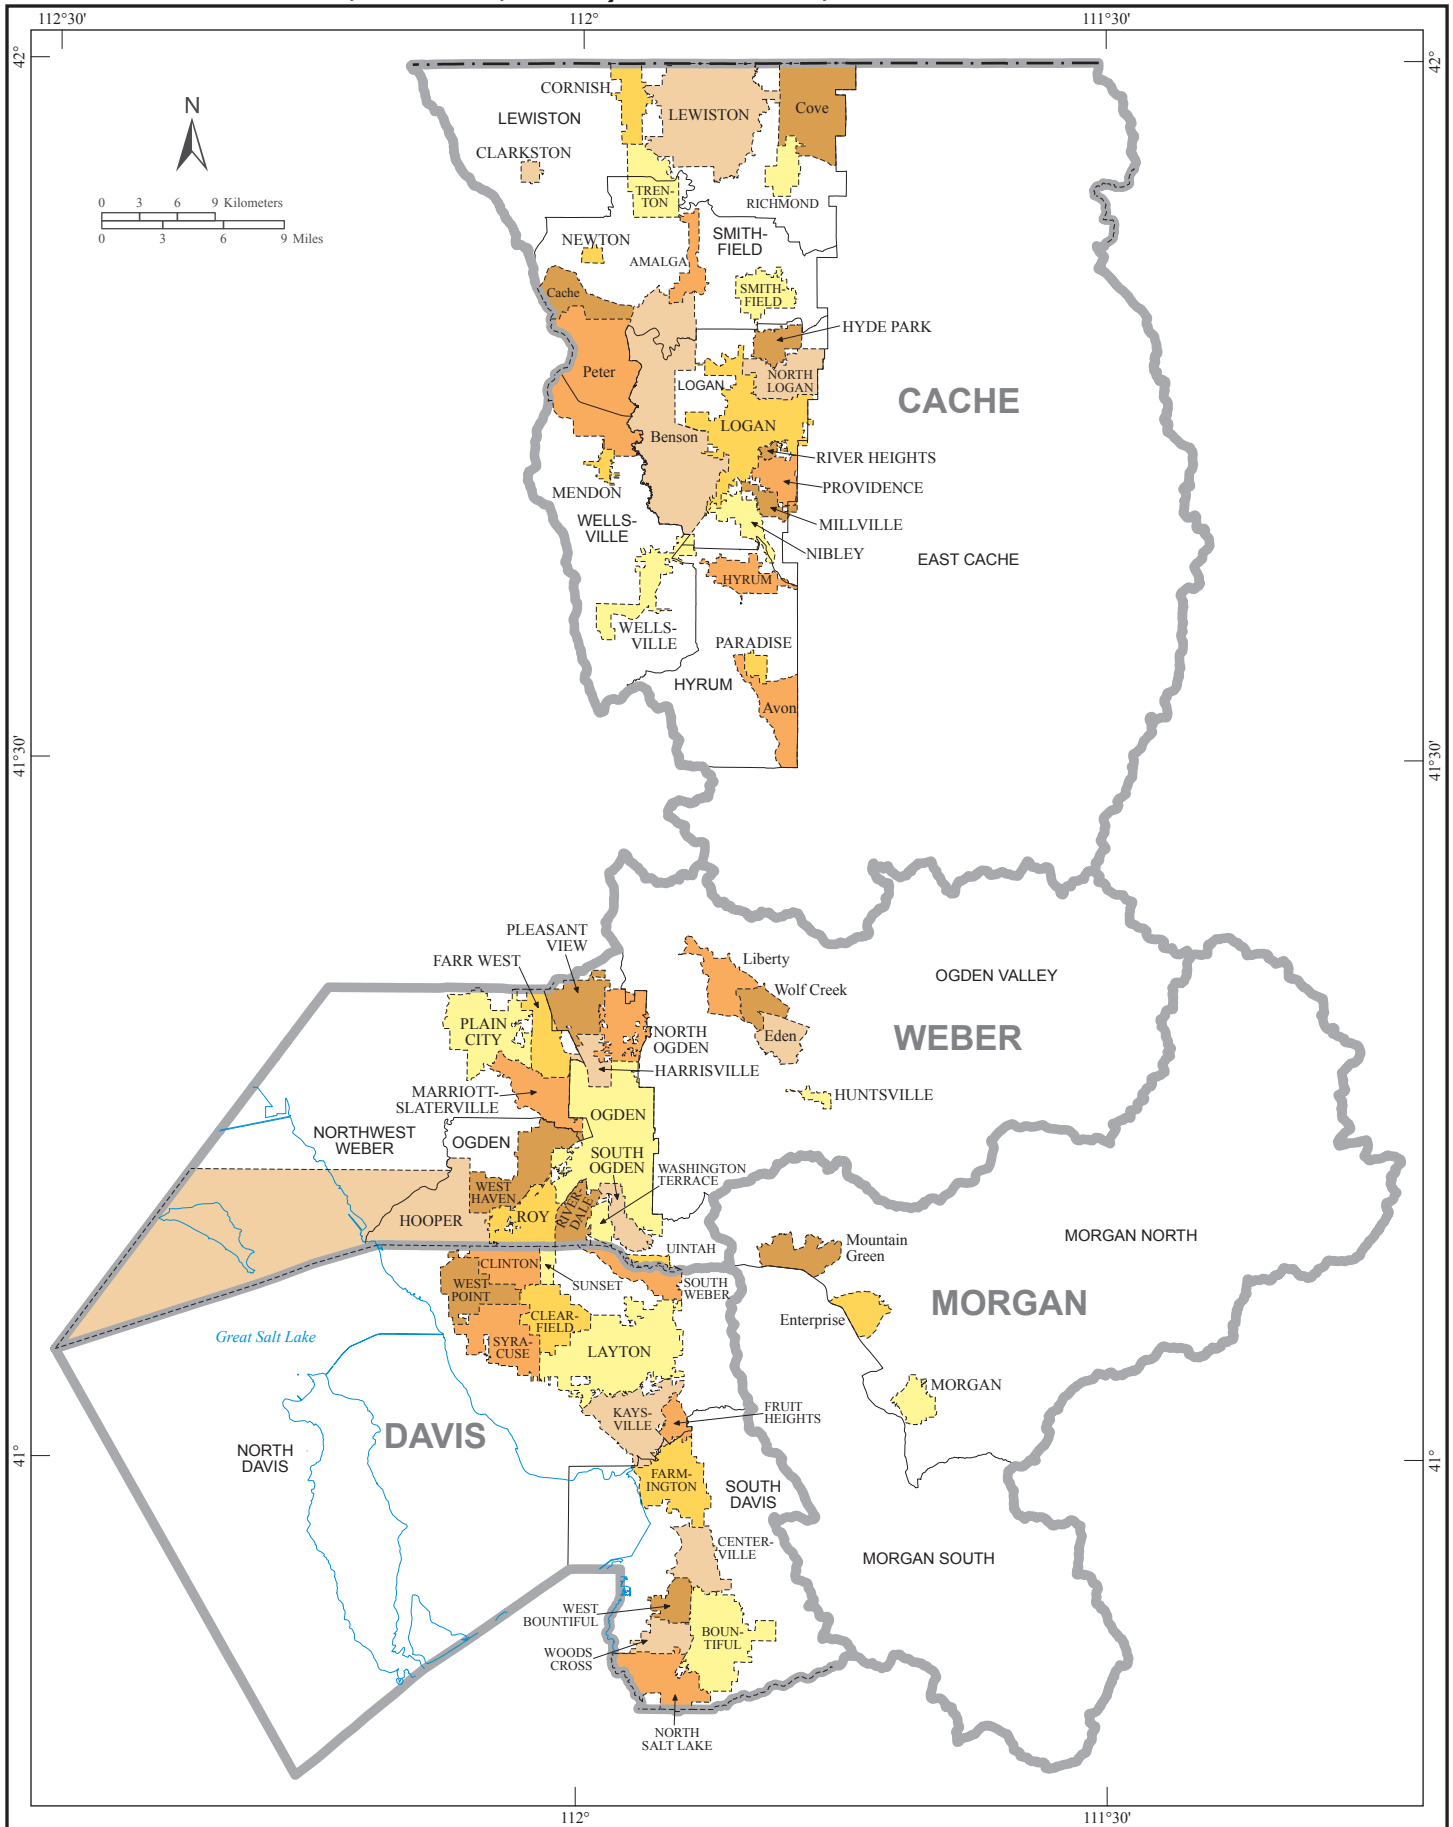 112°30'
112°
111°30'
42°
42°
CORNISH
LEWISTON
LEWISTON
Cove
CLARKSTON
N
TREN-
TON
RICHMOND
0 3 6 9 Kilometers
0 3 6 9 Miles
NEWTON
SMITH-
FIELD
AMALGA
Cache
SMITH-
FIELD
HYDE PARK
Peter
LOGAN
NORTH
LOGAN
CACHE
LOGAN
Benson
RIVER HEIGHTS
PROVIDENCE
MENDON
MILLVILLE
WELLS-
VILLE
NIBLEY
EAST CACHE
HYRUM
WELLS-
VILLE
PARADISE
HYRUM
Avon
41°30'
41°30'
PLEASANT
VIEW
FARR WEST
Liberty
OGDEN VALLEY
Wolf Creek
PLAIN
CITY
NORTH
OGDEN
Eden
WEBER
HARRISVILLE
MARRIOTT-
SLATERVILLE
HUNTSVILLE
OGDEN
NORTHWEST
WEBER
OGDEN
SOUTH
OGDEN
WASHINGTON
TERRACE
WEST
HAVEN
RIVER-
DALE
HOOPER
ROY
MORGAN NORTH
Mountain
Green
UINTAH
CLINTON
SUNSET
SOUTH
WEBER
WEST
POINT
MORGAN
Enterprise
CLEAR-
FIELD
Great Salt Lake
SYRA-
CUSE
LAYTON
MORGAN
KAYS-
VILLE
FRUIT
HEIGHTS
DAVIS
NORTH
DAVIS
41°
41°
FARM-
INGTON
SOUTH
DAVIS
CENTER-
VILLE
MORGAN SOUTH
WEST
BOUNTIFUL
BOUN-
TIFUL
WOODS
CROSS
NORTH
SALT LAKE
112°
111°30'